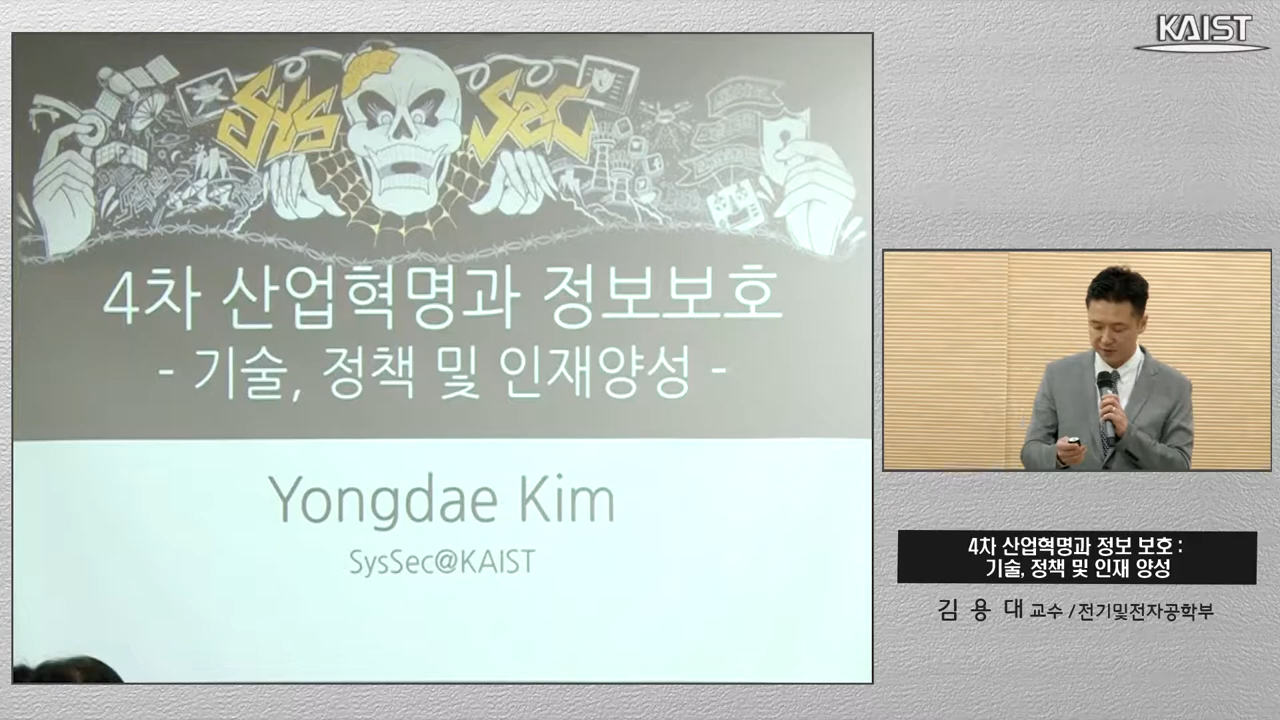 KAIST
Sys Sec
4차 산업혁명과 정보보호
- 기술, 정책 및 인재양성 -
Yongdae Kim
SysSec@KAIST
4차 산업혁명과 정보 보호 :
기술, 정책 및 인재 양성
김 용 대 교수 / 전기및전자공학부